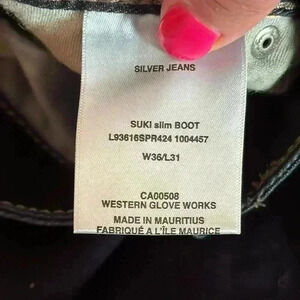 SILVER JEANS
SUKI slim BOOT
L93616SPR424 1004457
W36/L31
CA00508
WESTERN GLOVE WORKS
MADE IN MAURITIUS
FABRIQUÉ A L'ÎLE MAURICE